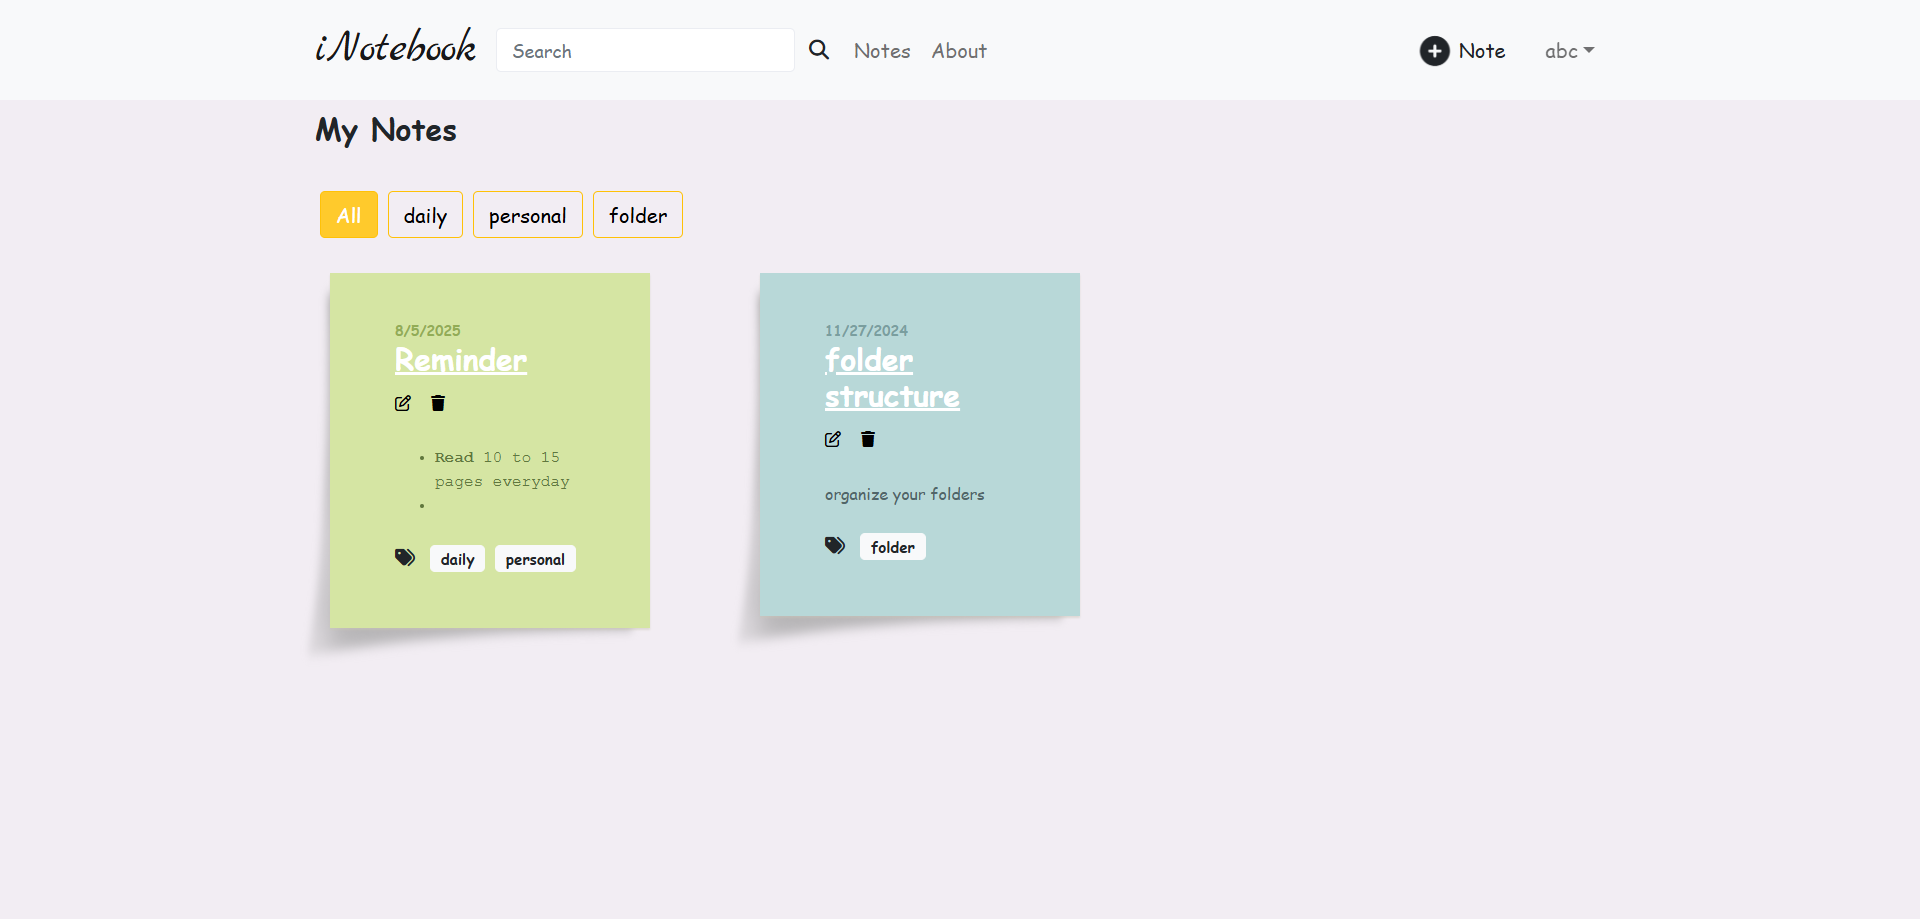 iNotebook Search Notes About Note abc
My Notes
All daily personal folder
8/5/2025
Reminder
• Read 10 to 15
pages everyday
•
daily personal
11/27/2024
folder
structure
organize your folders
folder